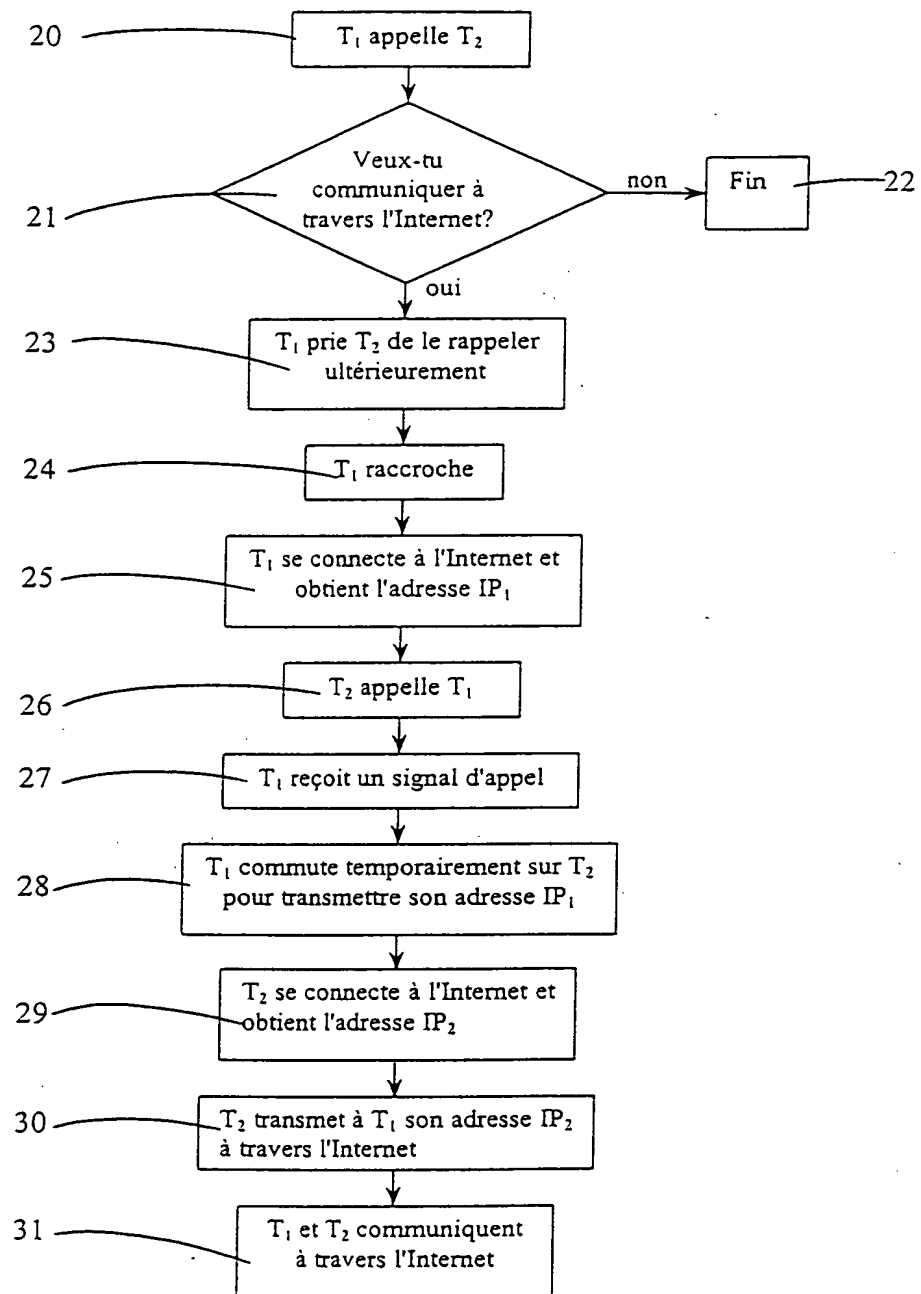 20
T₁ appelle T₂
Veux-tu
communiquer à
travers l'Internet?
21
non
Fin
22
oui
23
T₁ prie T₂ de le rappeler
ultérieurement
24
T₁ raccroche
25
T₁ se connecte à l'Internet et
obtient l'adresse IP₁
26
T₂ appelle T₁
27
T₁ reçoit un signal d'appel
28
T₁ commute temporairement sur T₂
pour transmettre son adresse IP₁
29
T₂ se connecte à l'Internet et
obtient l'adresse IP₂
30
T₂ transmet à T₁ son adresse IP₂
à travers l'Internet
31
T₁ et T₂ communiquent
à travers l'Internet